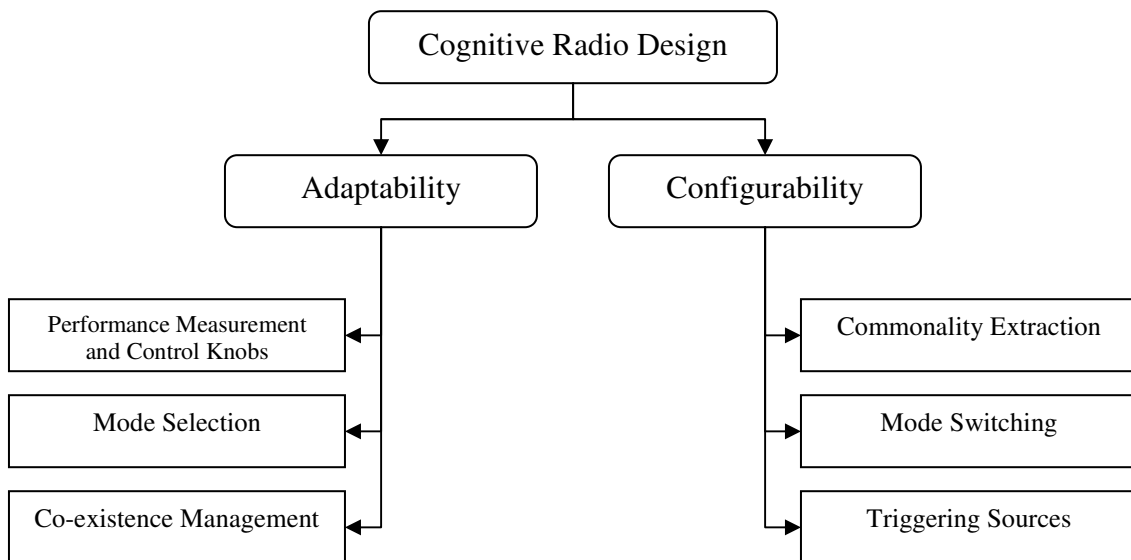 Cognitive Radio Design
Adaptability
Configurability
Performance Measurement
and Control Knobs
Commonality Extraction
Mode Selection
Mode Switching
Co-existence Management
Triggering Sources